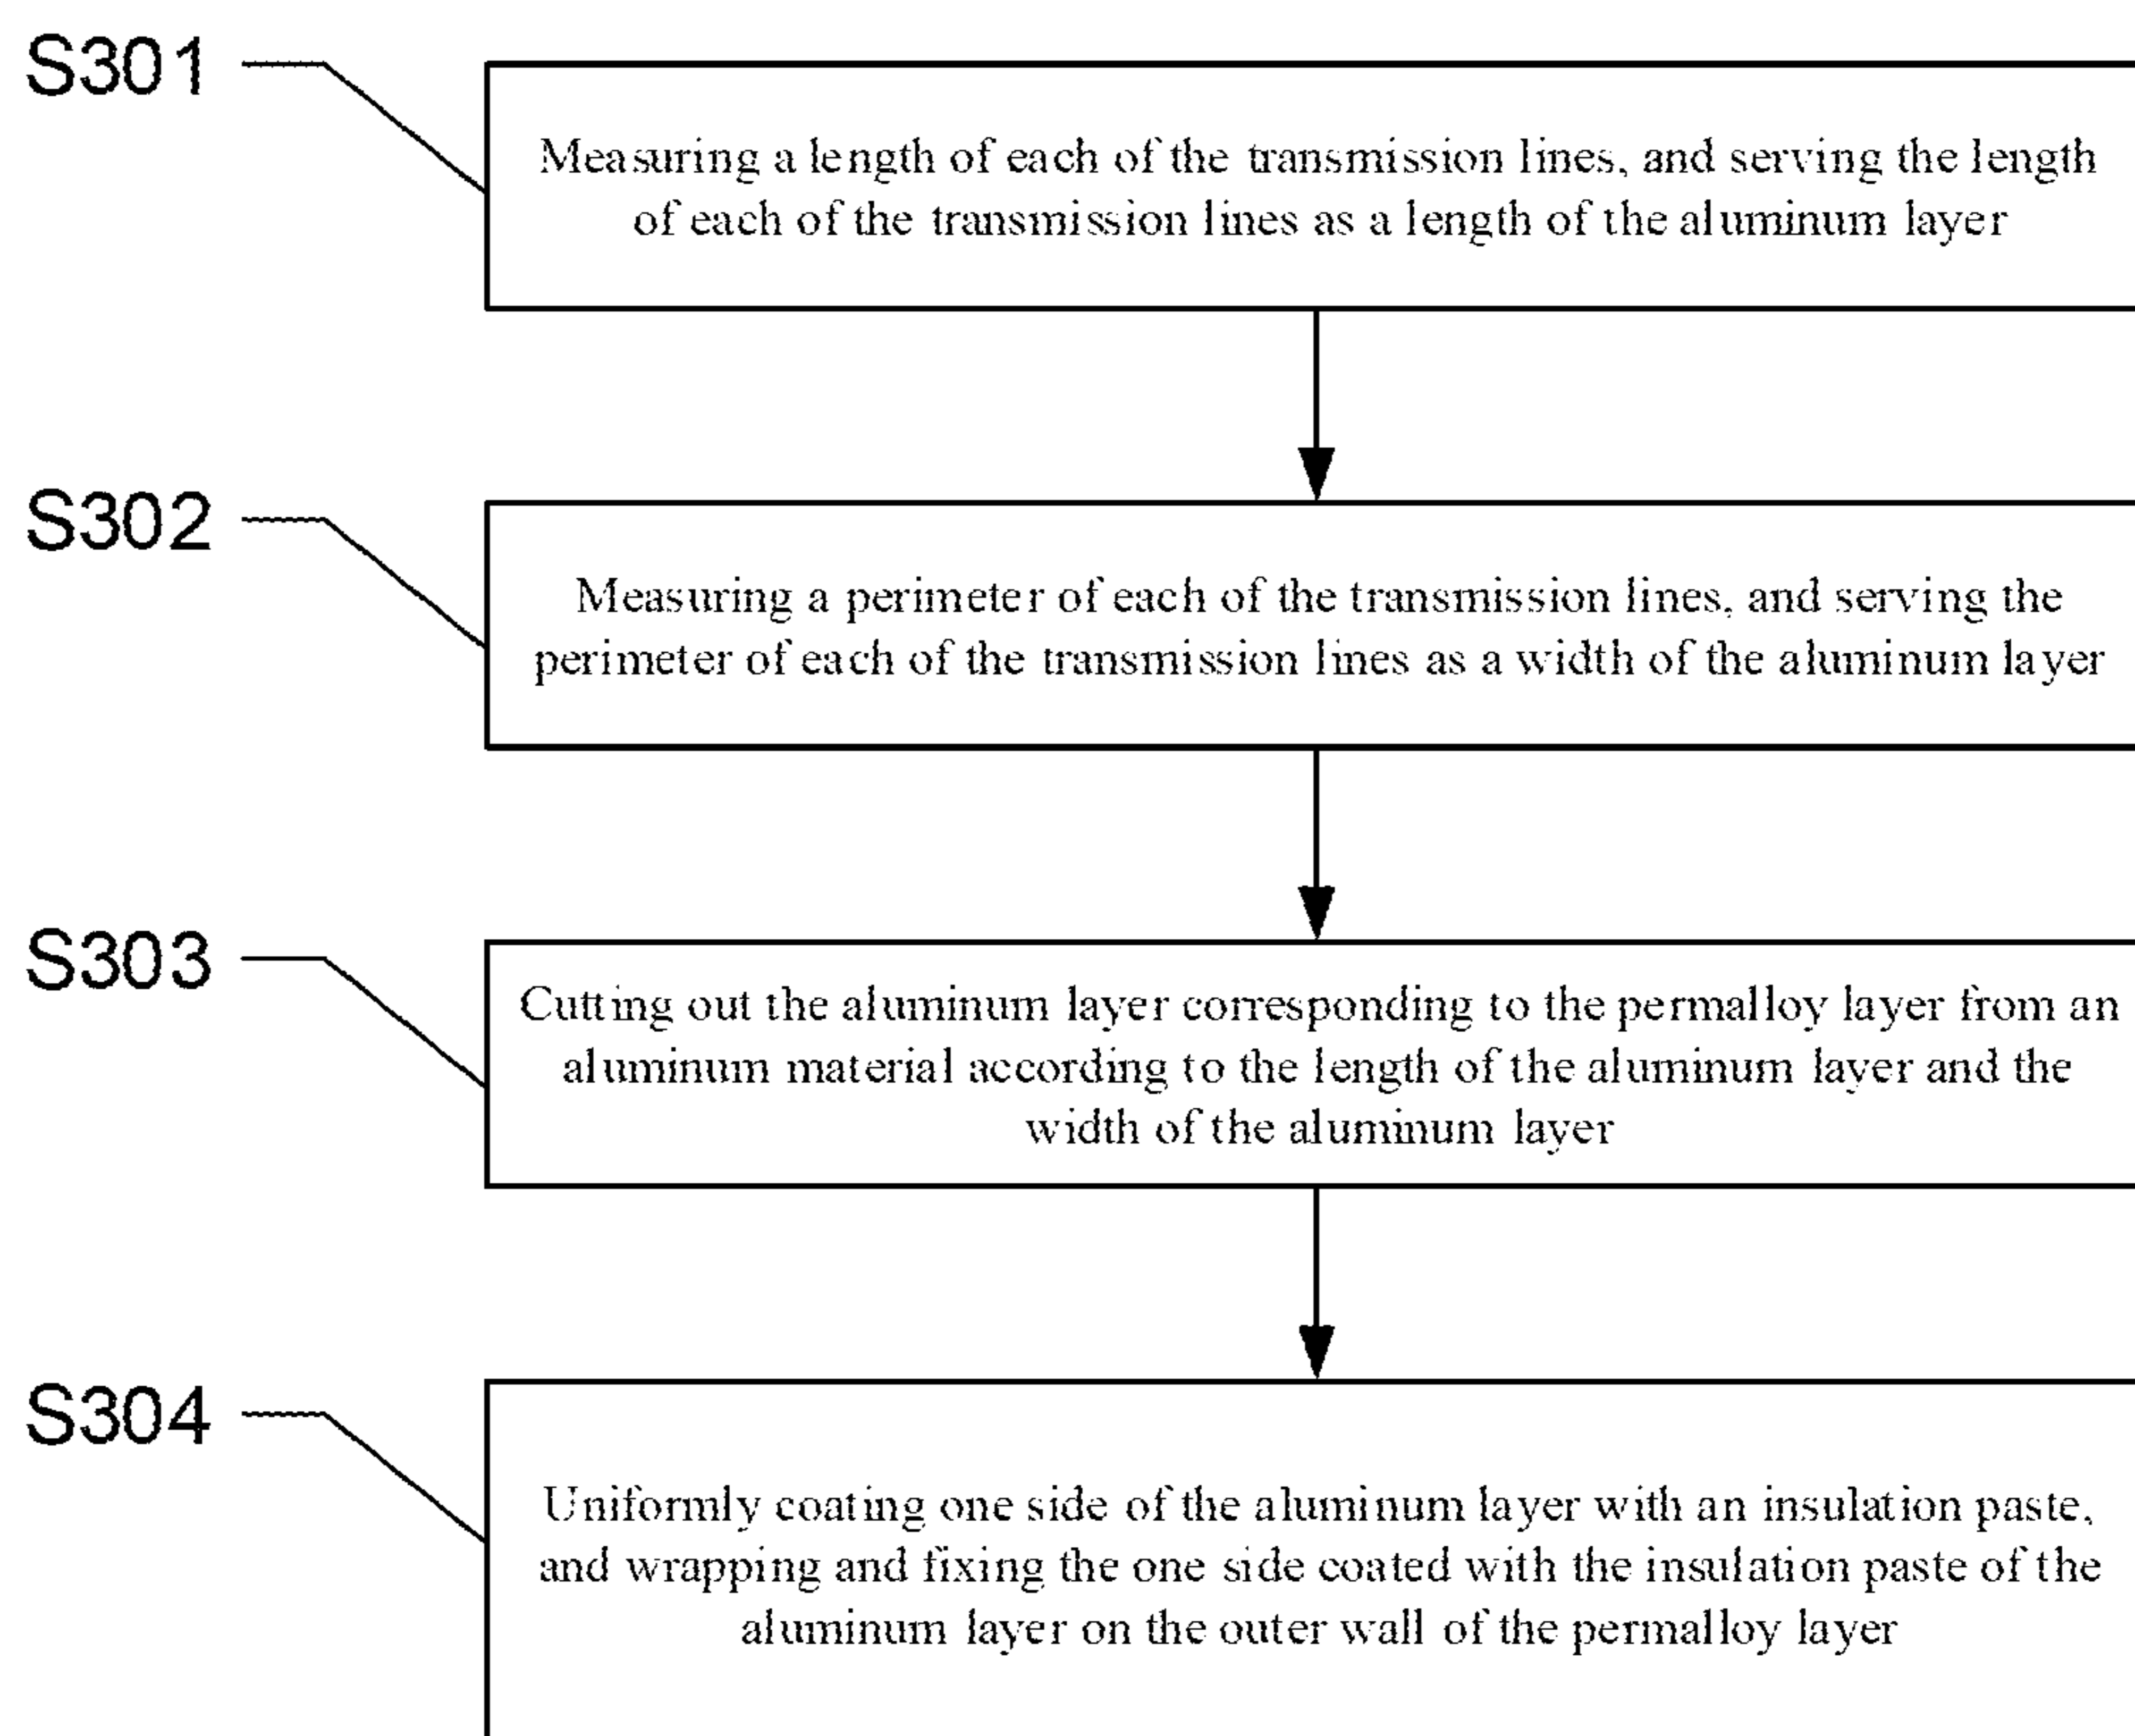 S301
Measuring a length of each of the transmission lines, and serving the length
of each of the transmission lines as a length of the aluminum layer
S302
Measuring a perimeter of each of the transmission lines, and serving the
perimeter of each of the transmission lines as a width of the aluminum layer
S303
Cutting out the aluminum layer corresponding to the permalloy layer from an
aluminum material according to the length of the aluminum layer and the
width of the aluminum layer
S304
Uniformly coating one side of the aluminum layer with an insulation paste,
and wrapping and fixing the one side coated with the insulation paste of the
aluminum layer on the outer wall of the permalloy layer